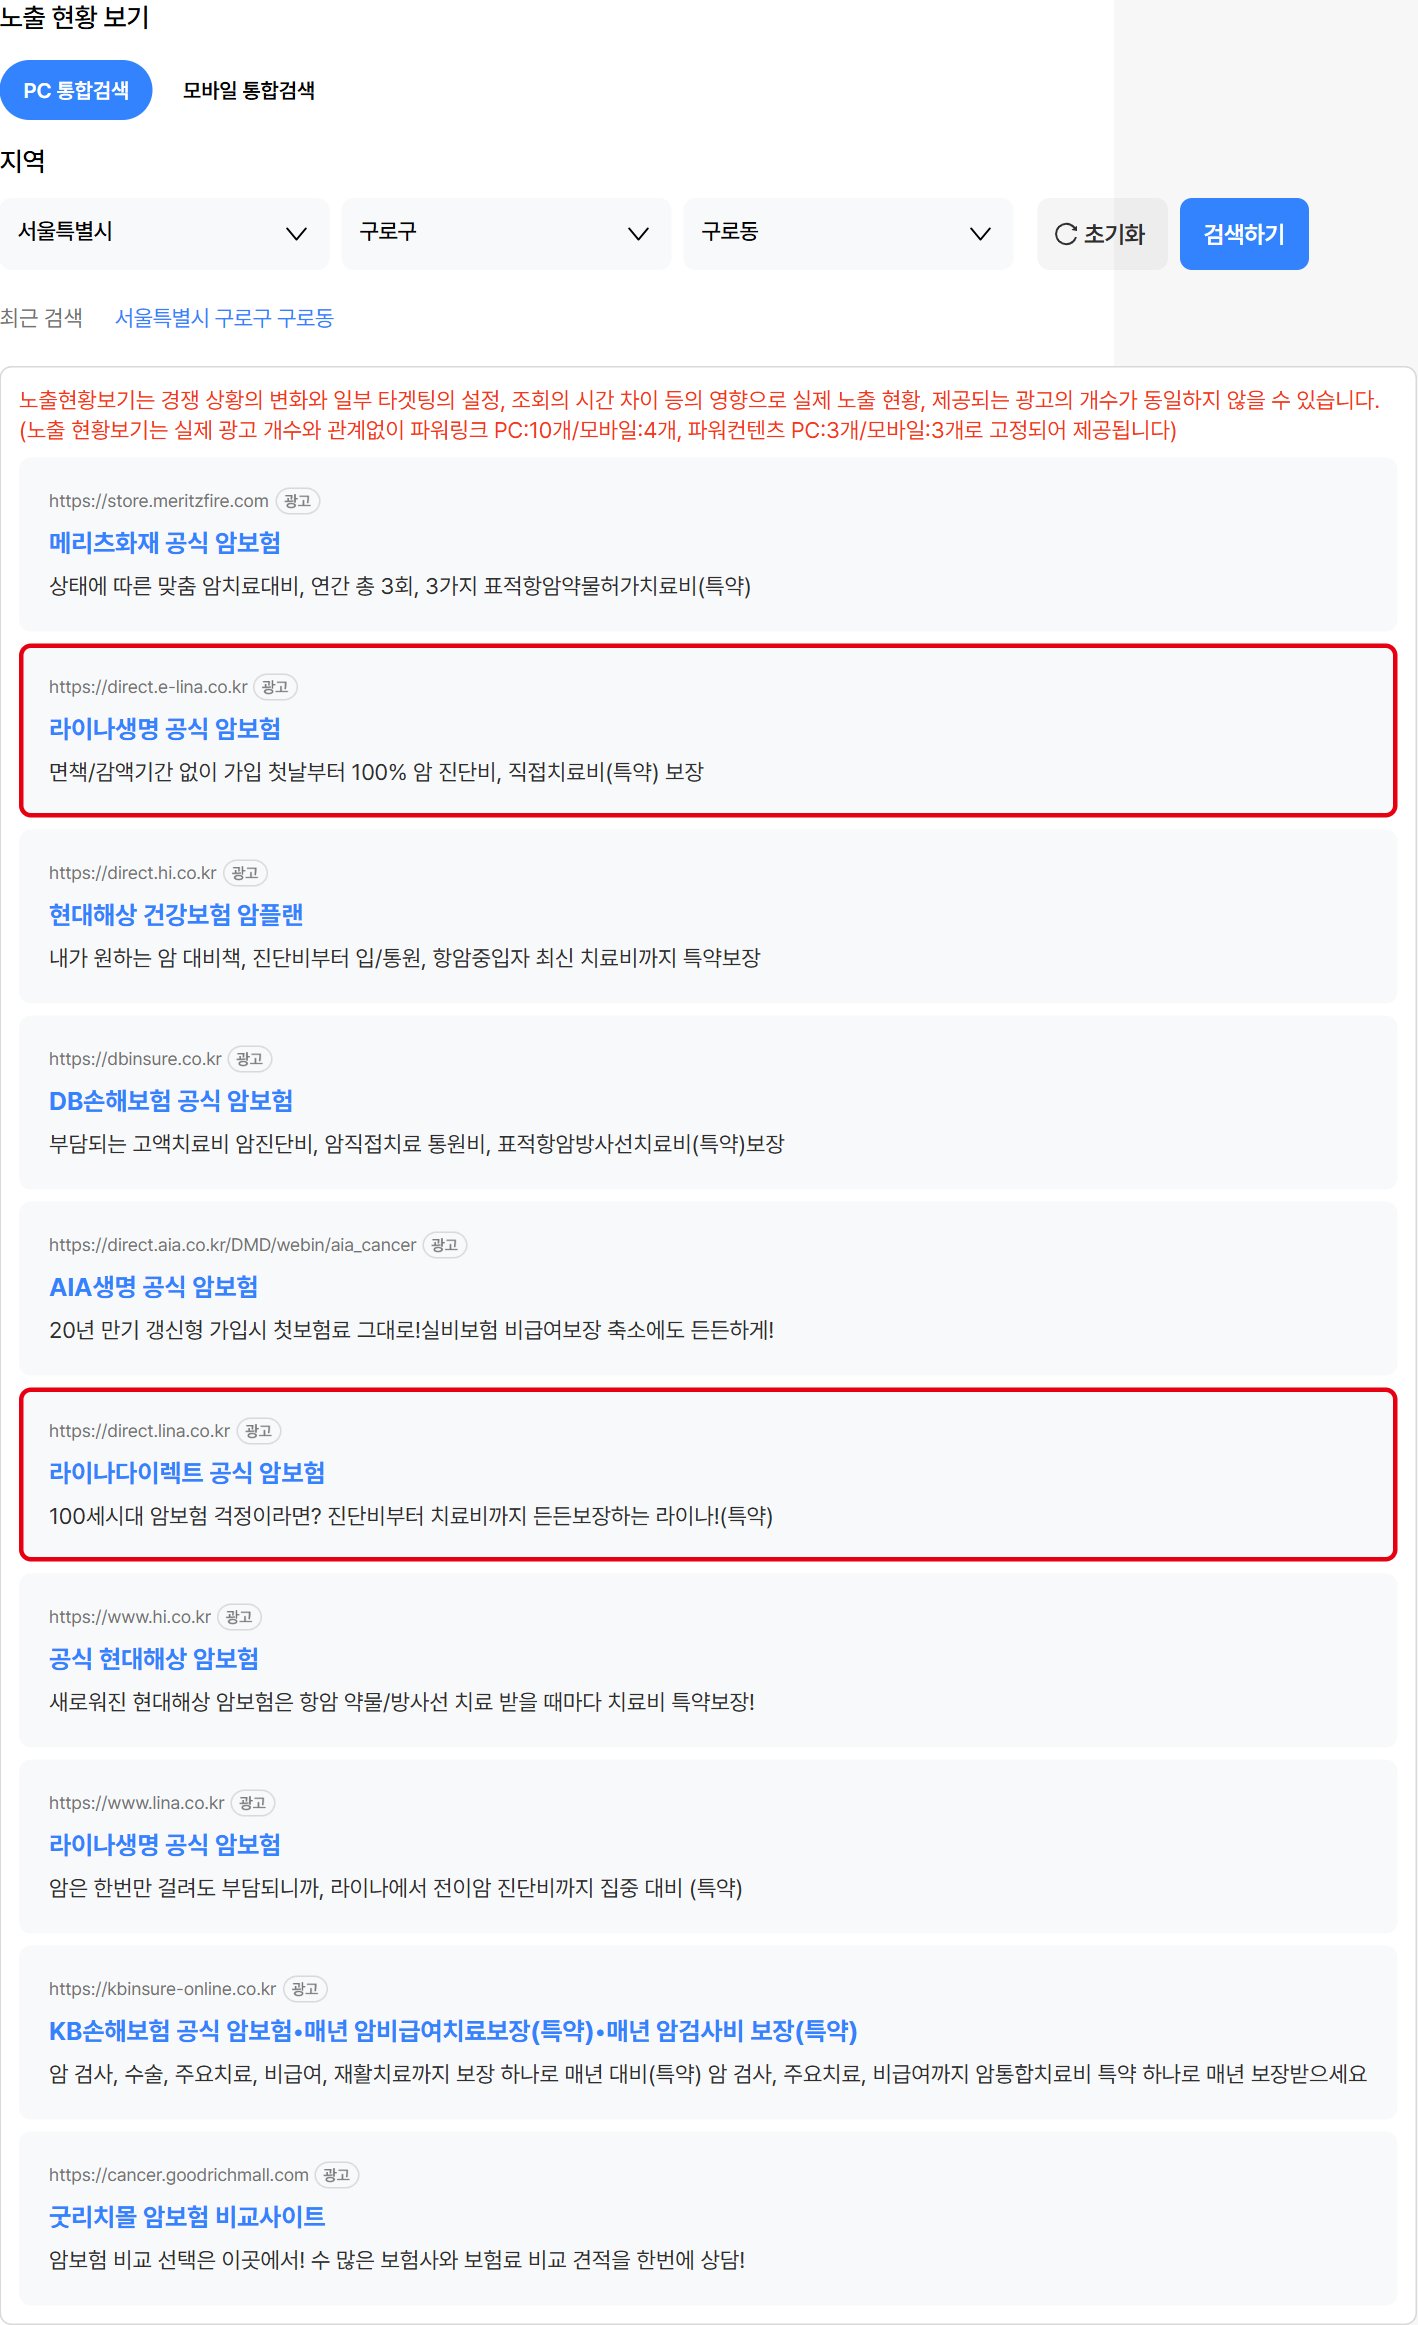 노출 현황 보기
PC 통합검색 모바일 통합검색
지역
서울특별시 구로구 구로동 초기화 검색하기
최근 검색 서울특별시 구로구 구로동
노출현황보기는 경쟁 상황의 변화와 일부 타겟팅의 설정, 조회의 시간 차이 등의 영향으로 실제 노출 현황, 제공되는 광고의 개수가 동일하지 않을 수 있습니다.
(노출 현황보기는 실제 광고 개수와 관계없이 파워링크 PC:10개/모바일:4개, 파워컨텐츠 PC:3개/모바일:3개로 고정되어 제공됩니다)
https://store.meritzfire.com 광고
메리츠화재 공식 암보험
상태에 따른 맞춤 암치료대비, 연간 총 3회, 3가지 표적항암약물허가치료비(특약)
https://direct.e-lina.co.kr 광고
라이나생명 공식 암보험
면책/감액기간 없이 가입 첫날부터 100% 암 진단비, 직접치료비(특약) 보장
https://direct.hi.co.kr 광고
현대해상 건강보험 암플랜
내가 원하는 암 대비책, 진단비부터 입/통원, 항암중입자 최신 치료비까지 특약보장
https://dbinsure.co.kr 광고
DB손해보험 공식 암보험
부담되는 고액치료비 암진단비, 암직접치료 통원비, 표적항암방사선치료비(특약)보장
https://direct.aia.co.kr/DMD/webin/aia_cancer 광고
AIA생명 공식 암보험
20년 만기 갱신형 가입시 첫보험료 그대로!실비보험 비급여보장 축소에도 든든하게!
https://direct.lina.co.kr 광고
라이나다이렉트 공식 암보험
100세시대 암보험 걱정이라면? 진단비부터 치료비까지 든든보장하는 라이나!(특약)
https://www.hi.co.kr 광고
공식 현대해상 암보험
새로워진 현대해상 암보험은 항암 약물/방사선 치료 받을 때마다 치료비 특약보장!
https://www.lina.co.kr 광고
라이나생명 공식 암보험
암은 한번만 걸려도 부담되니까, 라이나에서 전이암 진단비까지 집중 대비 (특약)
https://kbinsure-online.co.kr 광고
KB손해보험 공식 암보험•매년 암비급여치료보장(특약)•매년 암검사비 보장(특약)
암 검사, 수술, 주요치료, 비급여, 재활치료까지 보장 하나로 매년 대비(특약) 암 검사, 주요치료, 비급여까지 암통합치료비 특약 하나로 매년 보장받으세요
https://cancer.goodrichmall.com 광고
굿리치몰 암보험 비교사이트
암보험 비교 선택은 이곳에서! 수 많은 보험사와 보험료 비교 견적을 한번에 상담!